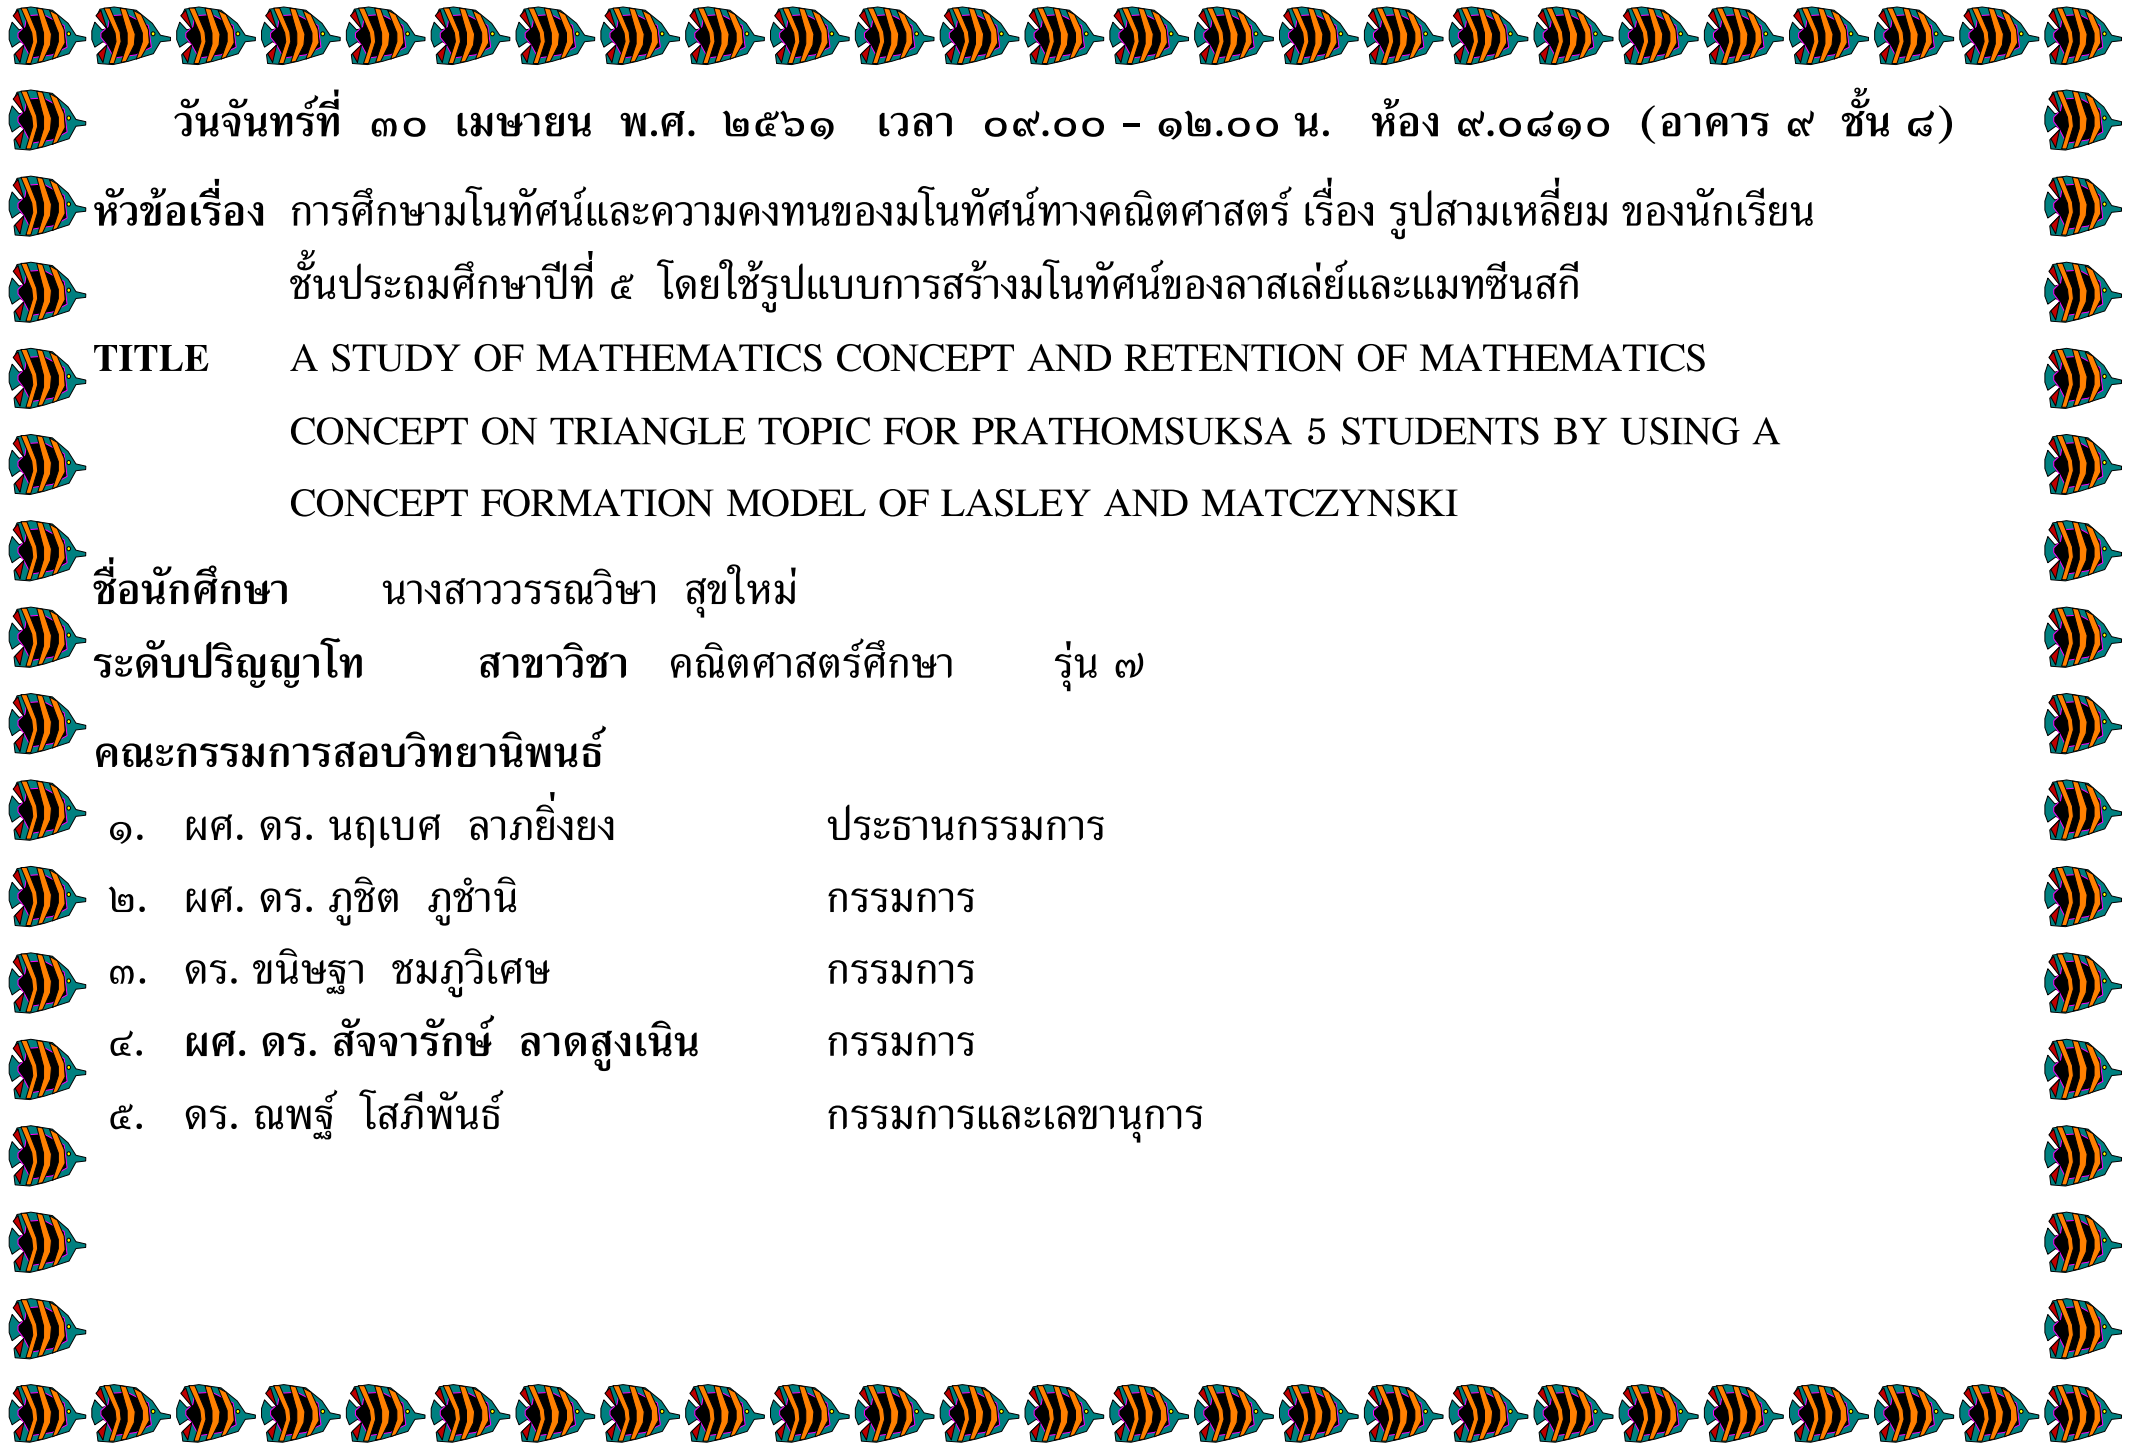 วันจันทร์ที่ ๓๐ เมษายน พ.ศ. ๒๕๖๑ เวลา ๐๙.๐๐ – ๑๒.๐๐ น. ห้อง ๙.๐๘๑๐ (อาคาร ๙ ชั้น ๘)
หัวข้อเรื่อง การศึกษามโนทัศน์และความคงทนของมโนทัศน์ทางคณิตศาสตร์ เรื่อง รูปสามเหลี่ยม ของนักเรียน
ชั้นประถมศึกษาปีที่ ๕ โดยใช้รูปแบบการสร้างมโนทัศน์ของลาสเล่ย์และแมทซีนสกี
TITLE A STUDY OF MATHEMATICS CONCEPT AND RETENTION OF MATHEMATICS
CONCEPT ON TRIANGLE TOPIC FOR PRATHOMSUKSA 5 STUDENTS BY USING A
CONCEPT FORMATION MODEL OF LASLEY AND MATCZYNSKI
ชื่อนักศึกษา นางสาววรรณวิษา สุขใหม่
ระดับปริญญาโท สาขาวิชา คณิตศาสตร์ศึกษา รุ่น ๗
คณะกรรมการสอบวิทยานิพนธ์
๑. ผศ. ดร. นฤเบศ ลาภยิ่งยง ประธานกรรมการ
๒. ผศ. ดร. ภูชิต ภูชำนิ กรรมการ
๓. ดร. ขนิษฐา ชมภูวิเศษ กรรมการ
๔. ผศ. ดร. สัจจารักษ์ ลาดสูงเนิน กรรมการ
๕. ดร. ณพฐ์ โสภีพันธ์ กรรมการและเลขานุการ